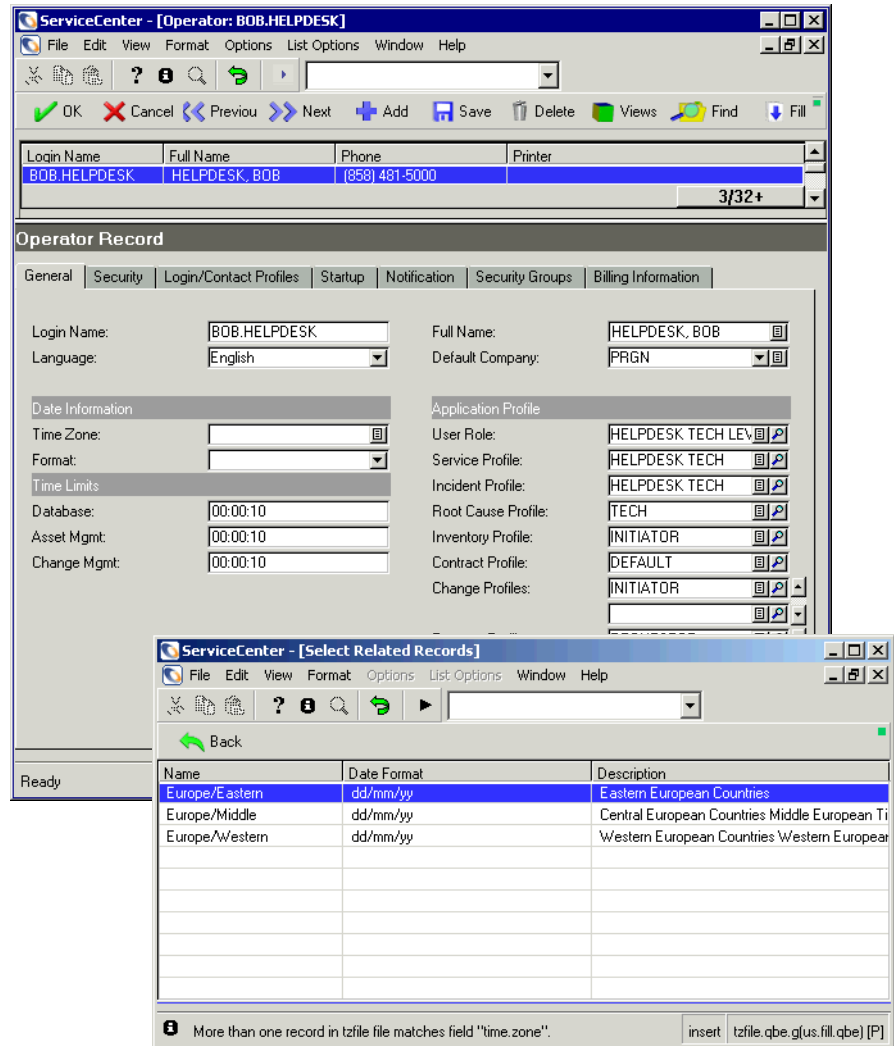 ServiceCenter - [Operator: BOB.HELPDESK]
File Edit View Format Options List Options Window Help
OK Cancel Previou Next Add Save Delete Views Find Fill
Login Name Full Name Phone Printer
BOB.HELPDESK HELPDESK, BOB (858) 481-5000
3/32+
Operator Record
General Security Login/Contact Profiles Startup Notification Security Groups Billing Information
Login Name: BOB.HELPDESK Full Name: HELPDESK, BOB
Language: English Default Company: PRGN
Date Information Application Profile
Time Zone: User Role: HELPDESK TECH LEV
Format: Service Profile: HELPDESK TECH
Time Limits Incident Profile: HELPDESK TECH
Database: 00:00:10 Root Cause Profile: TECH
Asset Mgmt: 00:00:10 Inventory Profile: INITIATOR
Change Mgmt: 00:00:10 Contract Profile: DEFAULT
Change Profiles: INITIATOR
Ready
ServiceCenter - [Select Related Records]
File Edit View Format Options List Options Window Help
Back
Name Date Format Description
Europe/Eastern dd/mm/yy Eastern European Countries
Europe/Middle dd/mm/yy Central European Countries Middle European Ti
Europe/Western dd/mm/yy Western European Countries Western European
More than one record in tzfile file matches field "time.zone". insert tzfile.qbe.g(us.fill.qbe) [P]